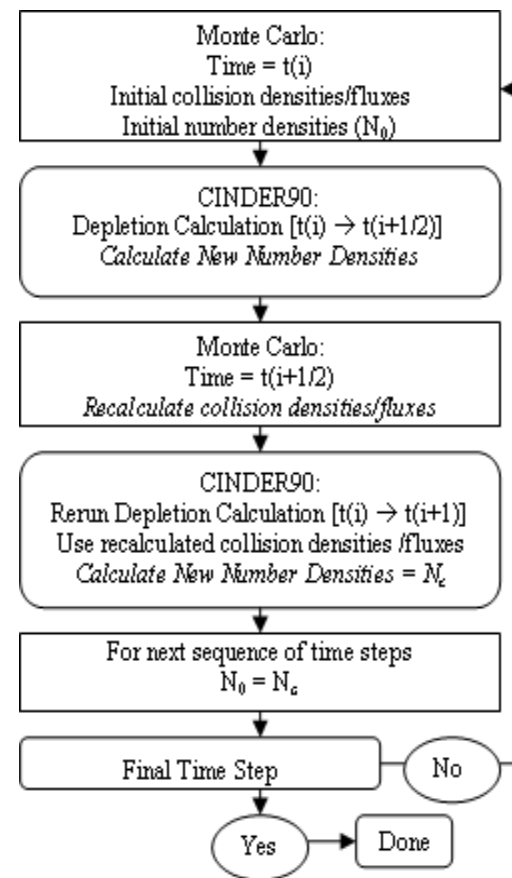 Monte Carlo:
Time = t(i)
Initial collision densities/fluxes
Initial number densities (N₀)
CINDER90:
Depletion Calculation [t(i) → t(i+1/2)]
Calculate New Number Densities
Monte Carlo:
Time = t(i+1/2)
Recalculate collision densities/fluxes
CINDER90:
Rerun Depletion Calculation [t(i) → t(i+1)]
Use recalculated collision densities /fluxes
Calculate New Number Densities = N_c
For next sequence of time steps
N₀ = N_c
Final Time Step
No
Yes
Done